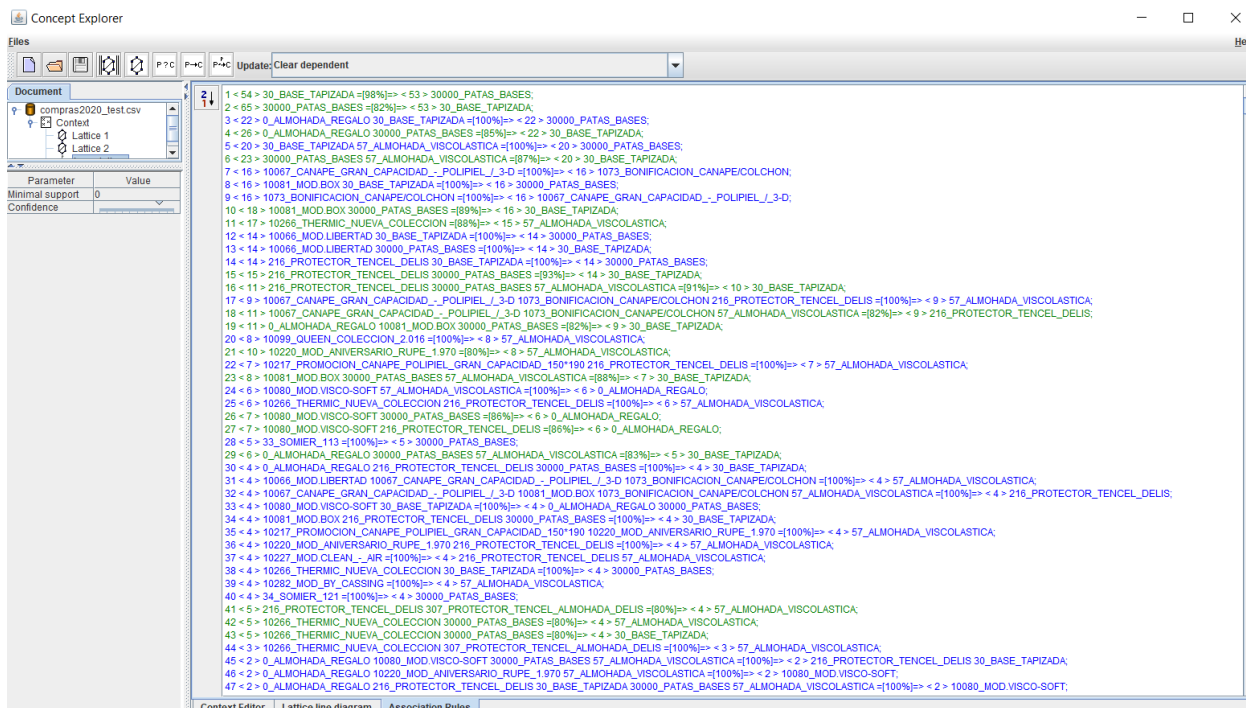 Concept Explorer
Files
He
P?C P→C P↝C Update: Clear dependent
Document
compras2020_test.csv
Context
Lattice 1
Lattice 2
Parameter Value
Minimal support 0
Confidence
2 1
1 < 54 > 30_BASE_TAPIZADA =[98%]=> < 53 > 30000_PATAS_BASES;
2 < 65 > 30000_PATAS_BASES =[82%]=> < 53 > 30_BASE_TAPIZADA;
3 < 22 > 0_ALMOHADA_REGALO 30_BASE_TAPIZADA =[100%]=> < 22 > 30000_PATAS_BASES;
4 < 26 > 0_ALMOHADA_REGALO 30000_PATAS_BASES =[85%]=> < 22 > 30_BASE_TAPIZADA;
5 < 20 > 30_BASE_TAPIZADA 57_ALMOHADA_VISCOLASTICA =[100%]=> < 20 > 30000_PATAS_BASES;
6 < 23 > 30000_PATAS_BASES 57_ALMOHADA_VISCOLASTICA =[87%]=> < 20 > 30_BASE_TAPIZADA;
7 < 16 > 10067_CANAPE_GRAN_CAPACIDAD_-_POLIPIEL_/_3-D =[100%]=> < 16 > 1073_BONIFICACION_CANAPE/COLCHON;
8 < 16 > 10081_MOD.BOX 30_BASE_TAPIZADA =[100%]=> < 16 > 30000_PATAS_BASES;
9 < 16 > 1073_BONIFICACION_CANAPE/COLCHON =[100%]=> < 16 > 10067_CANAPE_GRAN_CAPACIDAD_-_POLIPIEL_/_3-D;
10 < 18 > 10081_MOD.BOX 30000_PATAS_BASES =[89%]=> < 16 > 30_BASE_TAPIZADA;
11 < 17 > 10266_THERMIC_NUEVA_COLECCION =[88%]=> < 15 > 57_ALMOHADA_VISCOLASTICA;
12 < 14 > 10066_MOD.LIBERTAD 30_BASE_TAPIZADA =[100%]=> < 14 > 30000_PATAS_BASES;
13 < 14 > 10066_MOD.LIBERTAD 30000_PATAS_BASES =[100%]=> < 14 > 30_BASE_TAPIZADA;
14 < 14 > 216_PROTECTOR_TENCEL_DELIS 30_BASE_TAPIZADA =[100%]=> < 14 > 30000_PATAS_BASES;
15 < 15 > 216_PROTECTOR_TENCEL_DELIS 30000_PATAS_BASES =[93%]=> < 14 > 30_BASE_TAPIZADA;
16 < 11 > 216_PROTECTOR_TENCEL_DELIS 30000_PATAS_BASES 57_ALMOHADA_VISCOLASTICA =[91%]=> < 10 > 30_BASE_TAPIZADA;
17 < 9 > 10067_CANAPE_GRAN_CAPACIDAD_-_POLIPIEL_/_3-D 1073_BONIFICACION_CANAPE/COLCHON 216_PROTECTOR_TENCEL_DELIS =[100%]=> < 9 > 57_ALMOHADA_VISCOLASTICA;
18 < 11 > 10067_CANAPE_GRAN_CAPACIDAD_-_POLIPIEL_/_3-D 1073_BONIFICACION_CANAPE/COLCHON 57_ALMOHADA_VISCOLASTICA =[82%]=> < 9 > 216_PROTECTOR_TENCEL_DELIS;
19 < 11 > 0_ALMOHADA_REGALO 10081_MOD.BOX 30000_PATAS_BASES =[82%]=> < 9 > 30_BASE_TAPIZADA;
20 < 8 > 10099_QUEEN_COLECCION_2.016 =[100%]=> < 8 > 57_ALMOHADA_VISCOLASTICA;
21 < 10 > 10220_MOD_ANIVERSARIO_RUPE_1.970 =[80%]=> < 8 > 57_ALMOHADA_VISCOLASTICA;
22 < 7 > 10217_PROMOCION_CANAPE_POLIPIEL_GRAN_CAPACIDAD_150*190 216_PROTECTOR_TENCEL_DELIS =[100%]=> < 7 > 57_ALMOHADA_VISCOLASTICA;
23 < 8 > 10081_MOD.BOX 30000_PATAS_BASES 57_ALMOHADA_VISCOLASTICA =[88%]=> < 7 > 30_BASE_TAPIZADA;
24 < 6 > 10080_MOD.VISCO-SOFT 57_ALMOHADA_VISCOLASTICA =[100%]=> < 6 > 0_ALMOHADA_REGALO;
25 < 6 > 10266_THERMIC_NUEVA_COLECCION 216_PROTECTOR_TENCEL_DELIS =[100%]=> < 6 > 57_ALMOHADA_VISCOLASTICA;
26 < 7 > 10080_MOD.VISCO-SOFT 30000_PATAS_BASES =[86%]=> < 6 > 0_ALMOHADA_REGALO;
27 < 7 > 10080_MOD.VISCO-SOFT 216_PROTECTOR_TENCEL_DELIS =[86%]=> < 6 > 0_ALMOHADA_REGALO;
28 < 5 > 33_SOMIER_113 =[100%]=> < 5 > 30000_PATAS_BASES;
29 < 6 > 0_ALMOHADA_REGALO 30000_PATAS_BASES 57_ALMOHADA_VISCOLASTICA =[83%]=> < 5 > 30_BASE_TAPIZADA;
30 < 4 > 0_ALMOHADA_REGALO 216_PROTECTOR_TENCEL_DELIS 30000_PATAS_BASES =[100%]=> < 4 > 30_BASE_TAPIZADA;
31 < 4 > 10066_MOD.LIBERTAD 10067_CANAPE_GRAN_CAPACIDAD_-_POLIPIEL_/_3-D 1073_BONIFICACION_CANAPE/COLCHON =[100%]=> < 4 > 57_ALMOHADA_VISCOLASTICA;
32 < 4 > 10067_CANAPE_GRAN_CAPACIDAD_-_POLIPIEL_/_3-D 10081_MOD.BOX 1073_BONIFICACION_CANAPE/COLCHON 57_ALMOHADA_VISCOLASTICA =[100%]=> < 4 > 216_PROTECTOR_TENCEL_DELIS;
33 < 4 > 10080_MOD.VISCO-SOFT 30_BASE_TAPIZADA =[100%]=> < 4 > 0_ALMOHADA_REGALO 30000_PATAS_BASES;
34 < 4 > 10081_MOD.BOX 216_PROTECTOR_TENCEL_DELIS 30000_PATAS_BASES =[100%]=> < 4 > 30_BASE_TAPIZADA;
35 < 4 > 10217_PROMOCION_CANAPE_POLIPIEL_GRAN_CAPACIDAD_150*190 10220_MOD_ANIVERSARIO_RUPE_1.970 =[100%]=> < 4 > 57_ALMOHADA_VISCOLASTICA;
36 < 4 > 10220_MOD_ANIVERSARIO_RUPE_1.970 216_PROTECTOR_TENCEL_DELIS =[100%]=> < 4 > 57_ALMOHADA_VISCOLASTICA;
37 < 4 > 10227_MOD.CLEAN_-_AIR =[100%]=> < 4 > 216_PROTECTOR_TENCEL_DELIS 57_ALMOHADA_VISCOLASTICA;
38 < 4 > 10266_THERMIC_NUEVA_COLECCION 30_BASE_TAPIZADA =[100%]=> < 4 > 30000_PATAS_BASES;
39 < 4 > 10282_MOD_BY_CASSING =[100%]=> < 4 > 57_ALMOHADA_VISCOLASTICA;
40 < 4 > 34_SOMIER_121 =[100%]=> < 4 > 30000_PATAS_BASES;
41 < 5 > 216_PROTECTOR_TENCEL_DELIS 307_PROTECTOR_TENCEL_ALMOHADA_DELIS =[80%]=> < 4 > 57_ALMOHADA_VISCOLASTICA;
42 < 5 > 10266_THERMIC_NUEVA_COLECCION 30000_PATAS_BASES =[80%]=> < 4 > 57_ALMOHADA_VISCOLASTICA;
43 < 5 > 10266_THERMIC_NUEVA_COLECCION 30000_PATAS_BASES =[80%]=> < 4 > 30_BASE_TAPIZADA;
44 < 3 > 10266_THERMIC_NUEVA_COLECCION 307_PROTECTOR_TENCEL_ALMOHADA_DELIS =[100%]=> < 3 > 57_ALMOHADA_VISCOLASTICA;
45 < 2 > 0_ALMOHADA_REGALO 10080_MOD.VISCO-SOFT 30000_PATAS_BASES 57_ALMOHADA_VISCOLASTICA =[100%]=> < 2 > 216_PROTECTOR_TENCEL_DELIS 30_BASE_TAPIZADA;
46 < 2 > 0_ALMOHADA_REGALO 10220_MOD_ANIVERSARIO_RUPE_1.970 57_ALMOHADA_VISCOLASTICA =[100%]=> < 2 > 10080_MOD.VISCO-SOFT;
47 < 2 > 0_ALMOHADA_REGALO 216_PROTECTOR_TENCEL_DELIS 30_BASE_TAPIZADA 30000_PATAS_BASES 57_ALMOHADA_VISCOLASTICA =[100%]=> < 2 > 10080_MOD.VISCO-SOFT;
Context Editor Lattice line diagram Association Rules